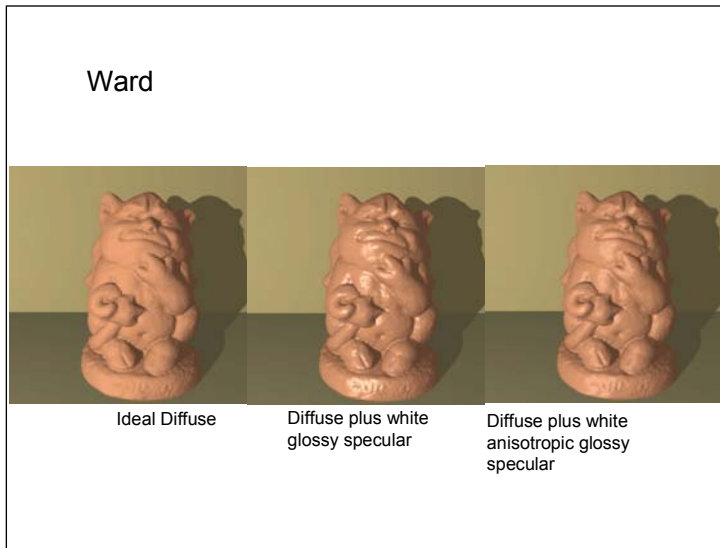 Ward
Ideal Diffuse
Diffuse plus white
glossy specular
Diffuse plus white
anisotropic glossy
specular